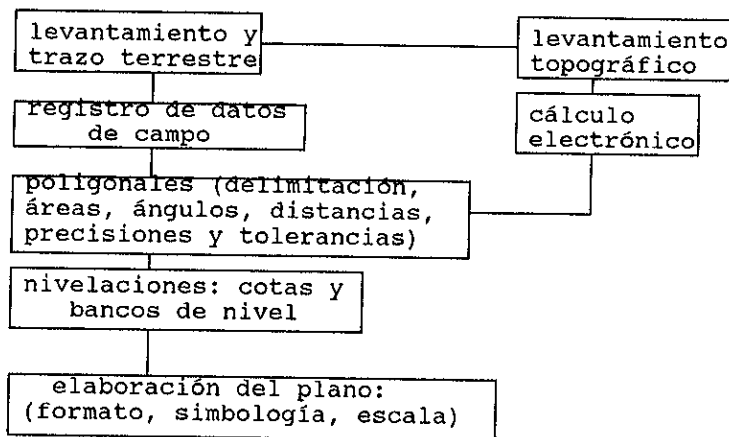 levantamiento y
trazo terrestre
levantamiento
topográfico
registro de datos
de campo
cálculo
electrónico
poligonales (delimitación,
áreas, ángulos, distancias,
precisiones y tolerancias)
nivelaciones: cotas y
bancos de nivel
elaboración del plano:
(formato, simbología, escala)